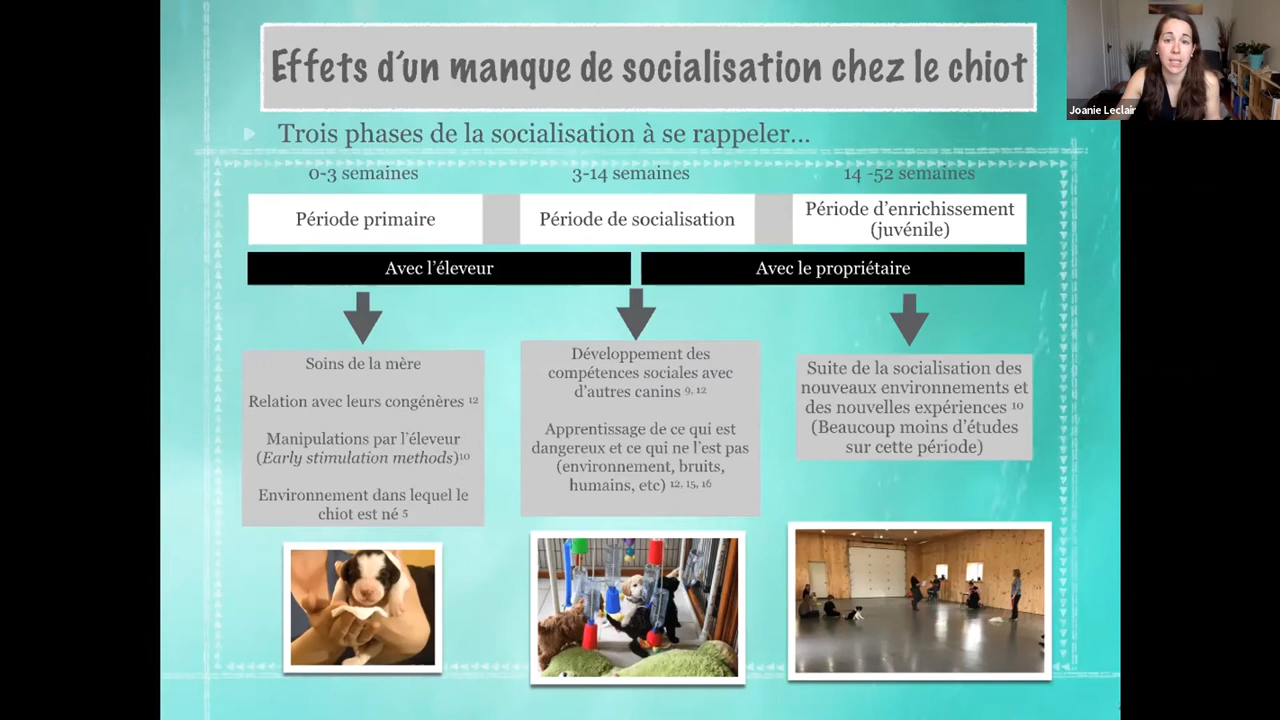 Effets d'un manque de socialisation chez le chiot
Joanie Leclair
Trois phases de la socialisation à se rappeler...
0-3 semaines
3-14 semaines
14 -52 semaines
Période primaire
Période de socialisation
Période d'enrichissement
(juvénile)
Avec l'éleveur
Avec le propriétaire
Soins de la mère
Relation avec leurs congénères 12
Manipulations par l'éleveur
(Early stimulation methods)10
Environnement dans lequel le
chiot est né 5
Développement des
compétences sociales avec
d'autres canins 9, 12
Apprentissage de ce qui est
dangereux et ce qui ne l'est pas
(environnement, bruits,
humains, etc) 12, 15, 16
Suite de la socialisation des
nouveaux environnements et
des nouvelles expériences 10
(Beaucoup moins d'études
sur cette période)